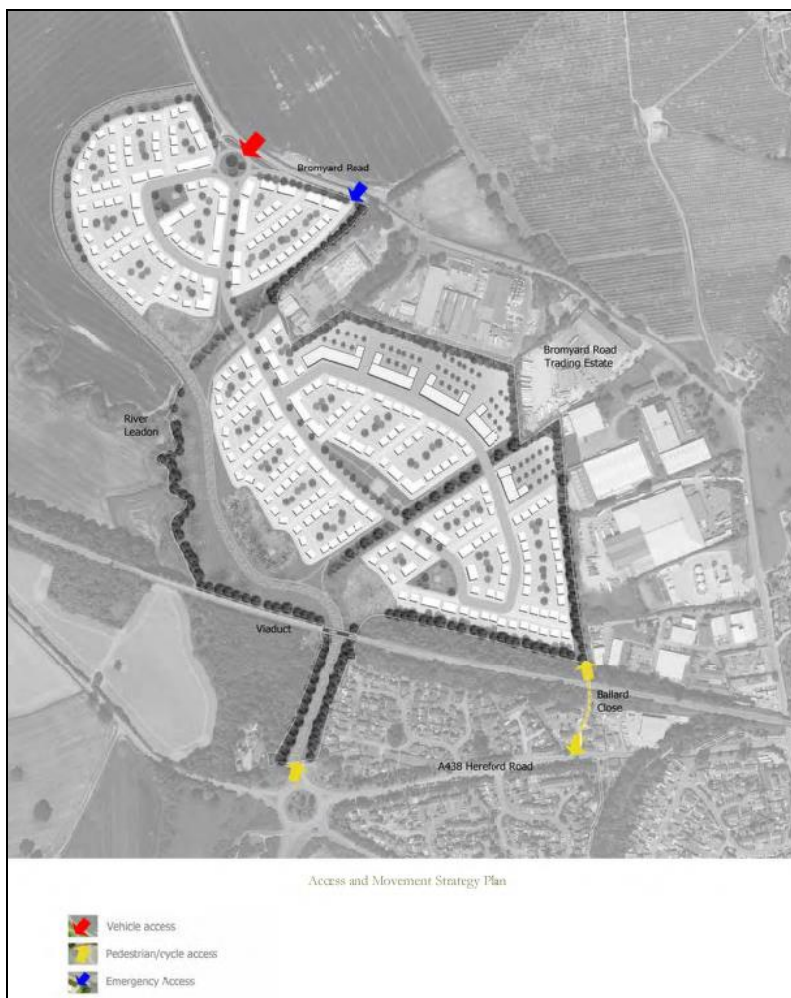 Bromyard Road
Bromyard Road
Trading Estate
River
Leadon
Viaduct
Ballard
Close
A438 Hereford Road
Access and Movement Strategy Plan
Vehicle access
Pedestrian/cycle access
Emergency Access